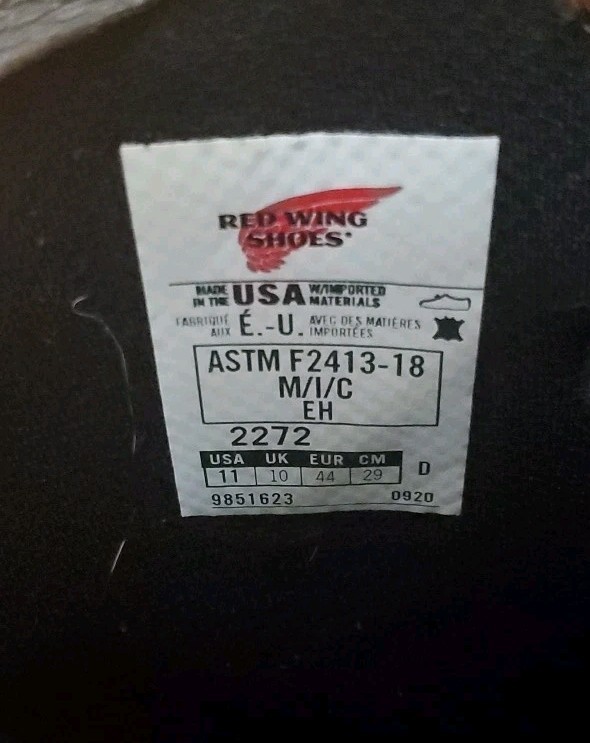 RED WING
SHOES
MADE IN THE USA W/IMPORTED MATERIALS
FABRIQUÉ AUX É.-U. AVEC DES MATIÈRES IMPORTÉES
ASTM F2413-18
M/I/C
EH
2272
USA UK EUR CM
11 10 44 29 D
9851623 0920